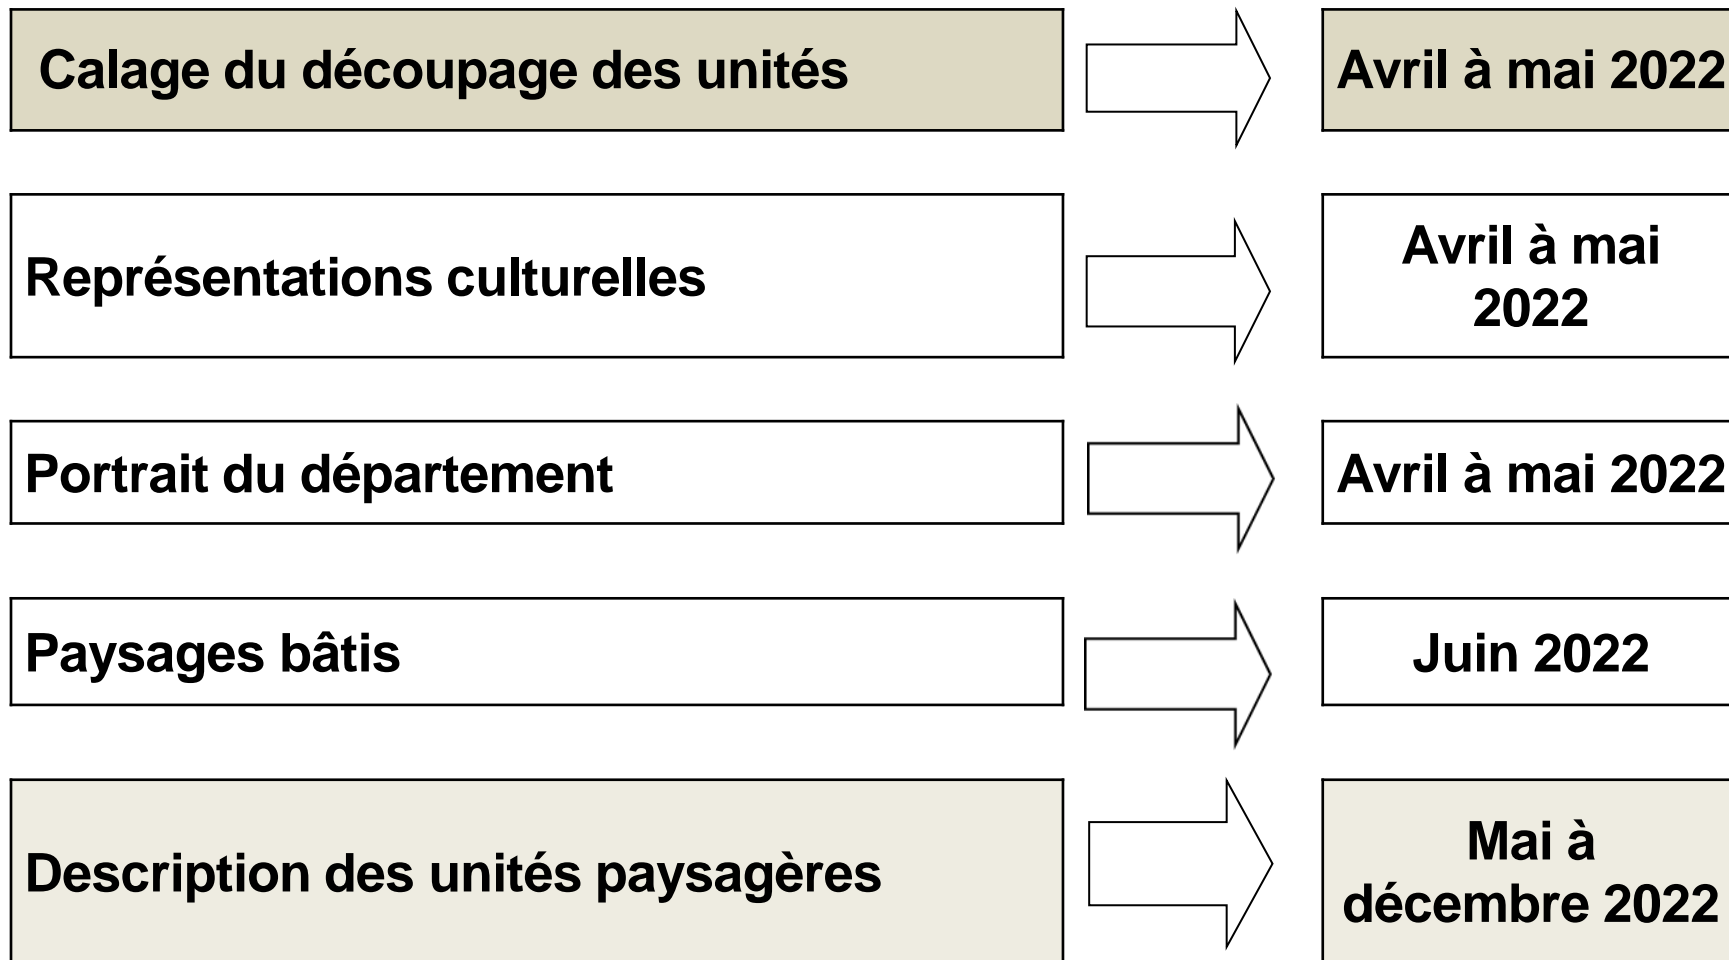 Calage du découpage des unités
Avril à mai 2022
Représentations culturelles
Avril à mai
2022
Portrait du département
Avril à mai 2022
Paysages bâtis
Juin 2022
Description des unités paysagères
Mai à
décembre 2022